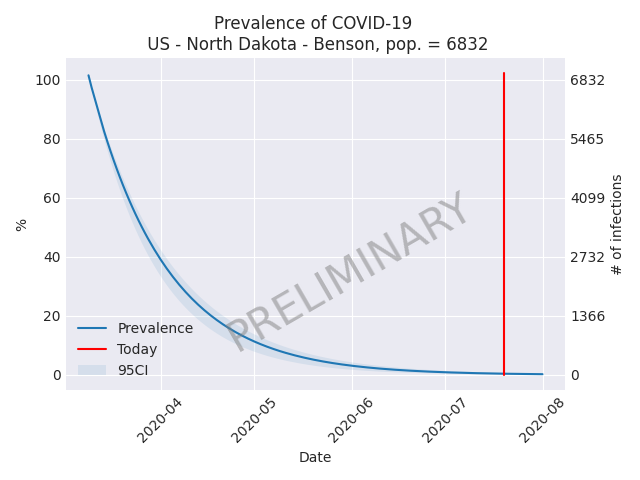 Prevalence of COVID-19
US - North Dakota - Benson, pop. = 6832
100
80
60
40
20
0
%
6832
5465
4099
2732
1366
0
# of infections
PRELIMINARY
Prevalence
Today
95CI
2020-04
2020-05
2020-06
2020-07
2020-08
Date